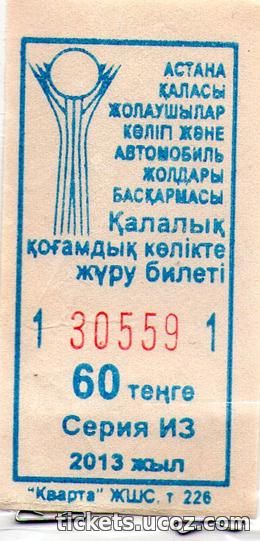 АСТАНА
ҚАЛАСЫ
ЖОЛАУШЫЛАР
КӨЛІП ЖӘНЕ
АВТОМОБИЛЬ
ЖОЛДАРЫ
БАСҚАРМАСЫ
Қалалық
қоғамдық көлікте
жүру билеті
1 30559 1
60 теңге
Серия ИЗ
2013 жыл
"Кварта" ЖШС. т 226
tickets.ucoz.com